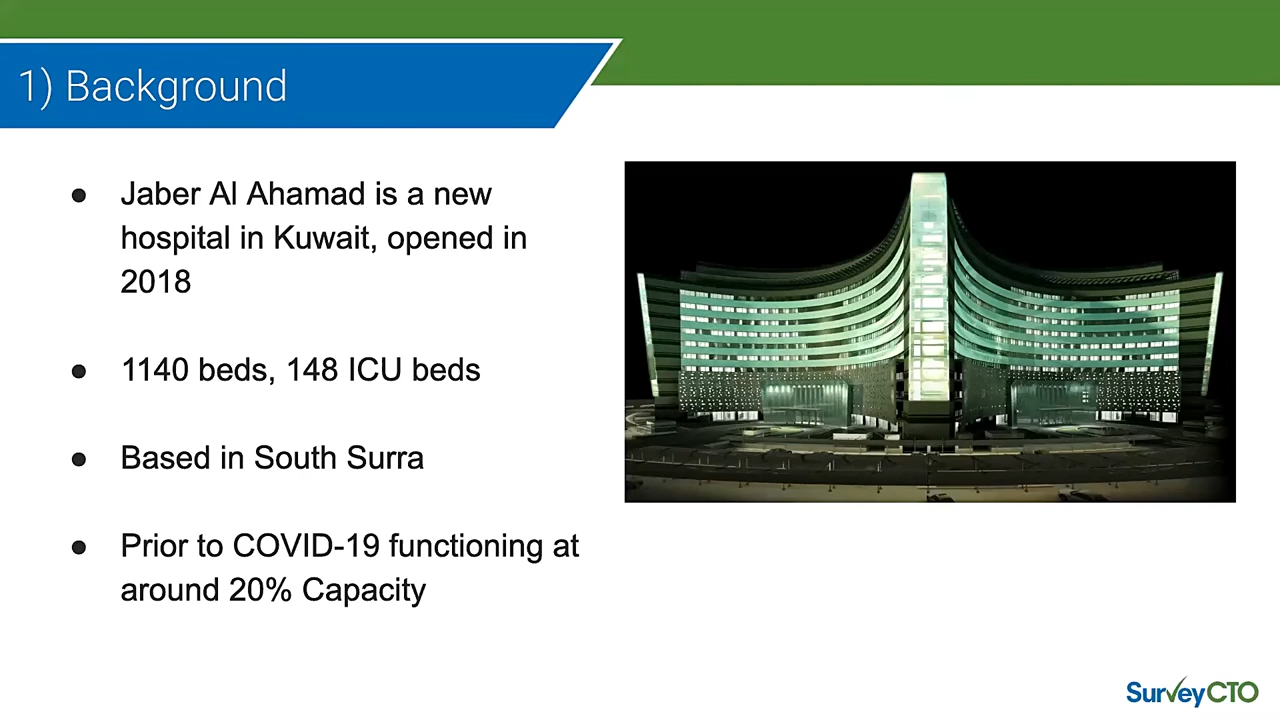 1) Background
● Jaber Al Ahamad is a new
hospital in Kuwait, opened in
2018
● 1140 beds, 148 ICU beds
● Based in South Surra
● Prior to COVID-19 functioning at
around 20% Capacity
SurveyCTO